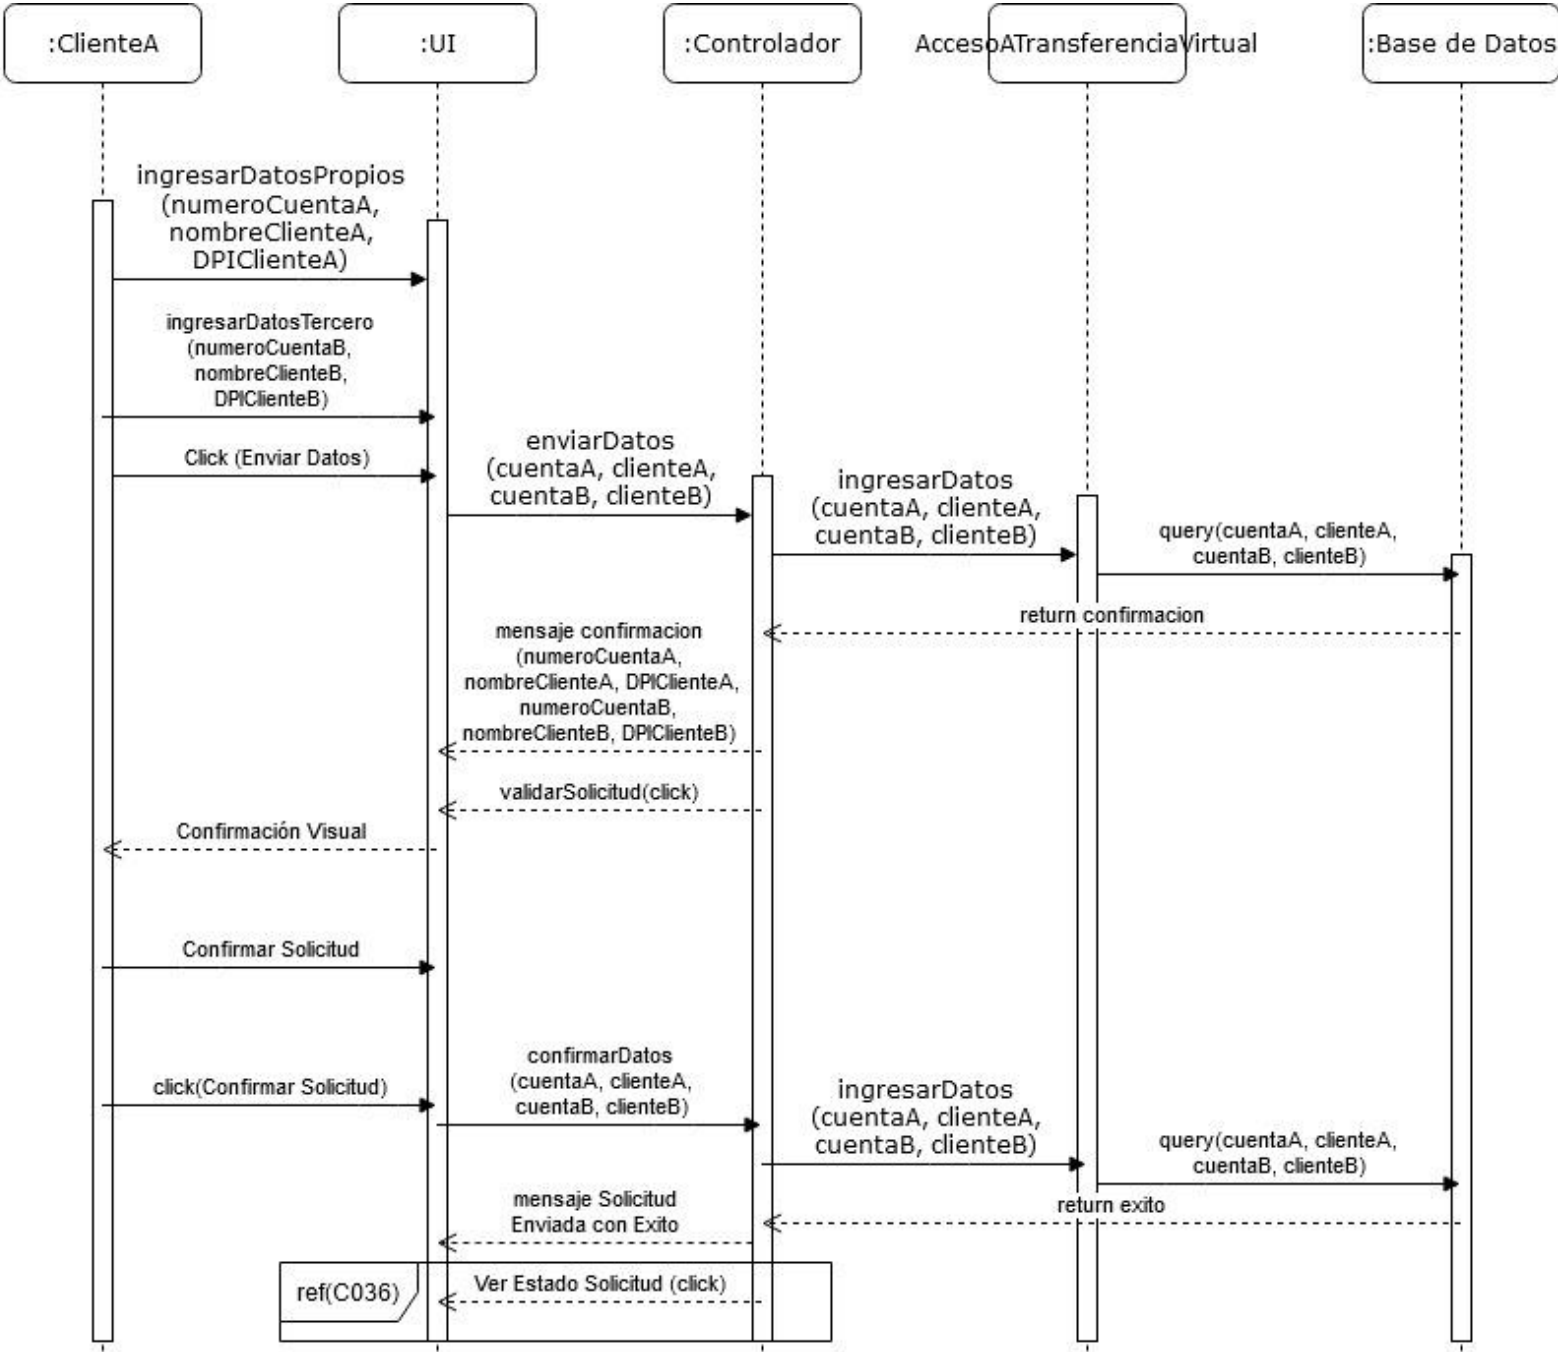 :ClienteA
:UI
:Controlador
AccesoATransferenciaVirtual
:Base de Datos
ingresarDatosPropios
(numeroCuentaA,
nombreClienteA,
DPIClienteA)
ingresarDatosTercero
(numeroCuentaB,
nombreClienteB,
DPIClienteB)
Click (Enviar Datos)
enviarDatos
(cuentaA, clienteA,
cuentaB, clienteB)
ingresarDatos
(cuentaA, clienteA,
cuentaB, clienteB)
query(cuentaA, clienteA,
cuentaB, clienteB)
return confirmacion
mensaje confirmacion
(numeroCuentaA,
nombreClienteA, DPIClienteA,
numeroCuentaB,
nombreClienteB, DPIClienteB)
validarSolicitud(click)
Confirmación Visual
Confirmar Solicitud
click(Confirmar Solicitud)
confirmarDatos
(cuentaA, clienteA,
cuentaB, clienteB)
ingresarDatos
(cuentaA, clienteA,
cuentaB, clienteB)
query(cuentaA, clienteA,
cuentaB, clienteB)
return exito
mensaje Solicitud
Enviada con Exito
ref(C036)
Ver Estado Solicitud (click)